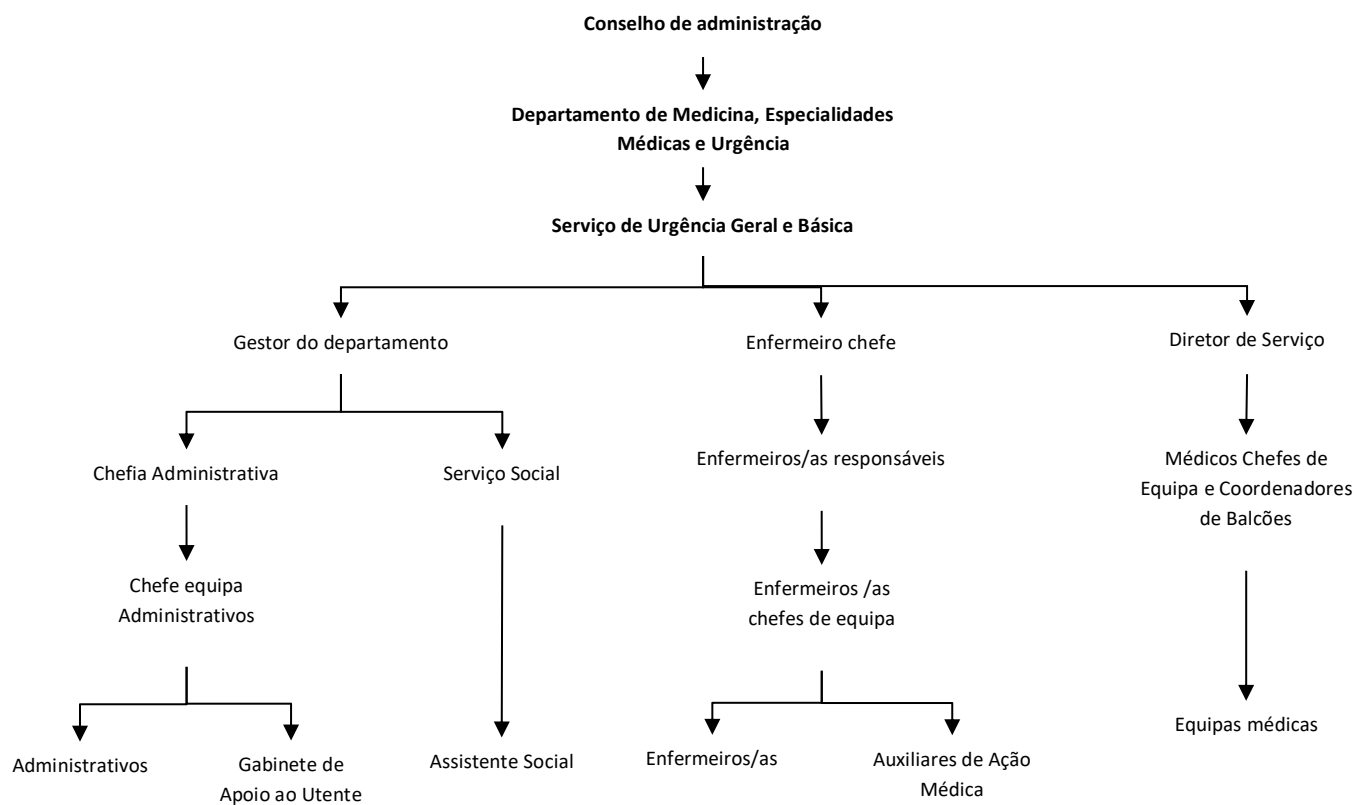 Conselho de administração
Departamento de Medicina, Especialidades
Médicas e Urgência
Serviço de Urgência Geral e Básica
Gestor do departamento
Enfermeiro chefe
Diretor de Serviço
Chefia Administrativa
Serviço Social
Enfermeiros/as responsáveis
Médicos Chefes de
Equipa e Coordenadores
de Balcões
Chefe equipa
Administrativos
Enfermeiros /as
chefes de equipa
Administrativos
Gabinete de
Apoio ao Utente
Assistente Social
Enfermeiros/as
Auxiliares de Ação
Médica
Equipas médicas